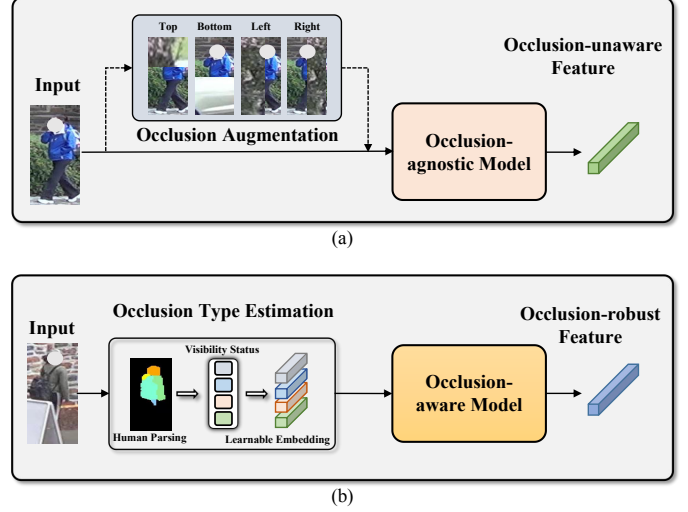 Top Bottom Left Right
Occlusion-unaware
Feature
Input
Occlusion Augmentation
Occlusion-
agnostic Model
(a)
Occlusion Type Estimation
Occlusion-robust
Feature
Input
Visibility Status
Occlusion-
aware Model
Human Parsing
Learnable Embedding
(b)